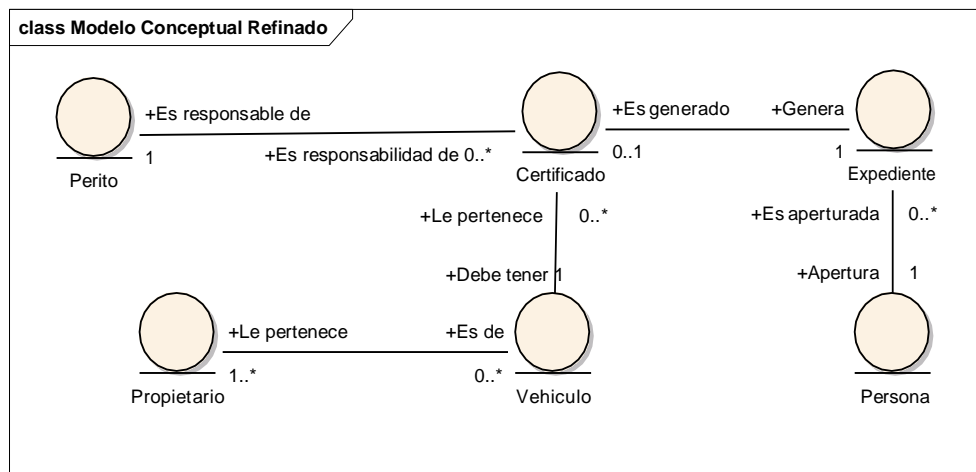 class Modelo Conceptual Refinado
+Es responsable de
1
+Es responsabilidad de 0..*
Perito
+Es generado
+Genera
0..1
1
Certificado
Expediente
+Le pertenece
0..*
+Es aperturada
0..*
+Debe tener 1
+Apertura
1
+Le pertenece
+Es de
1..*
0..*
Propietario
Vehiculo
Persona